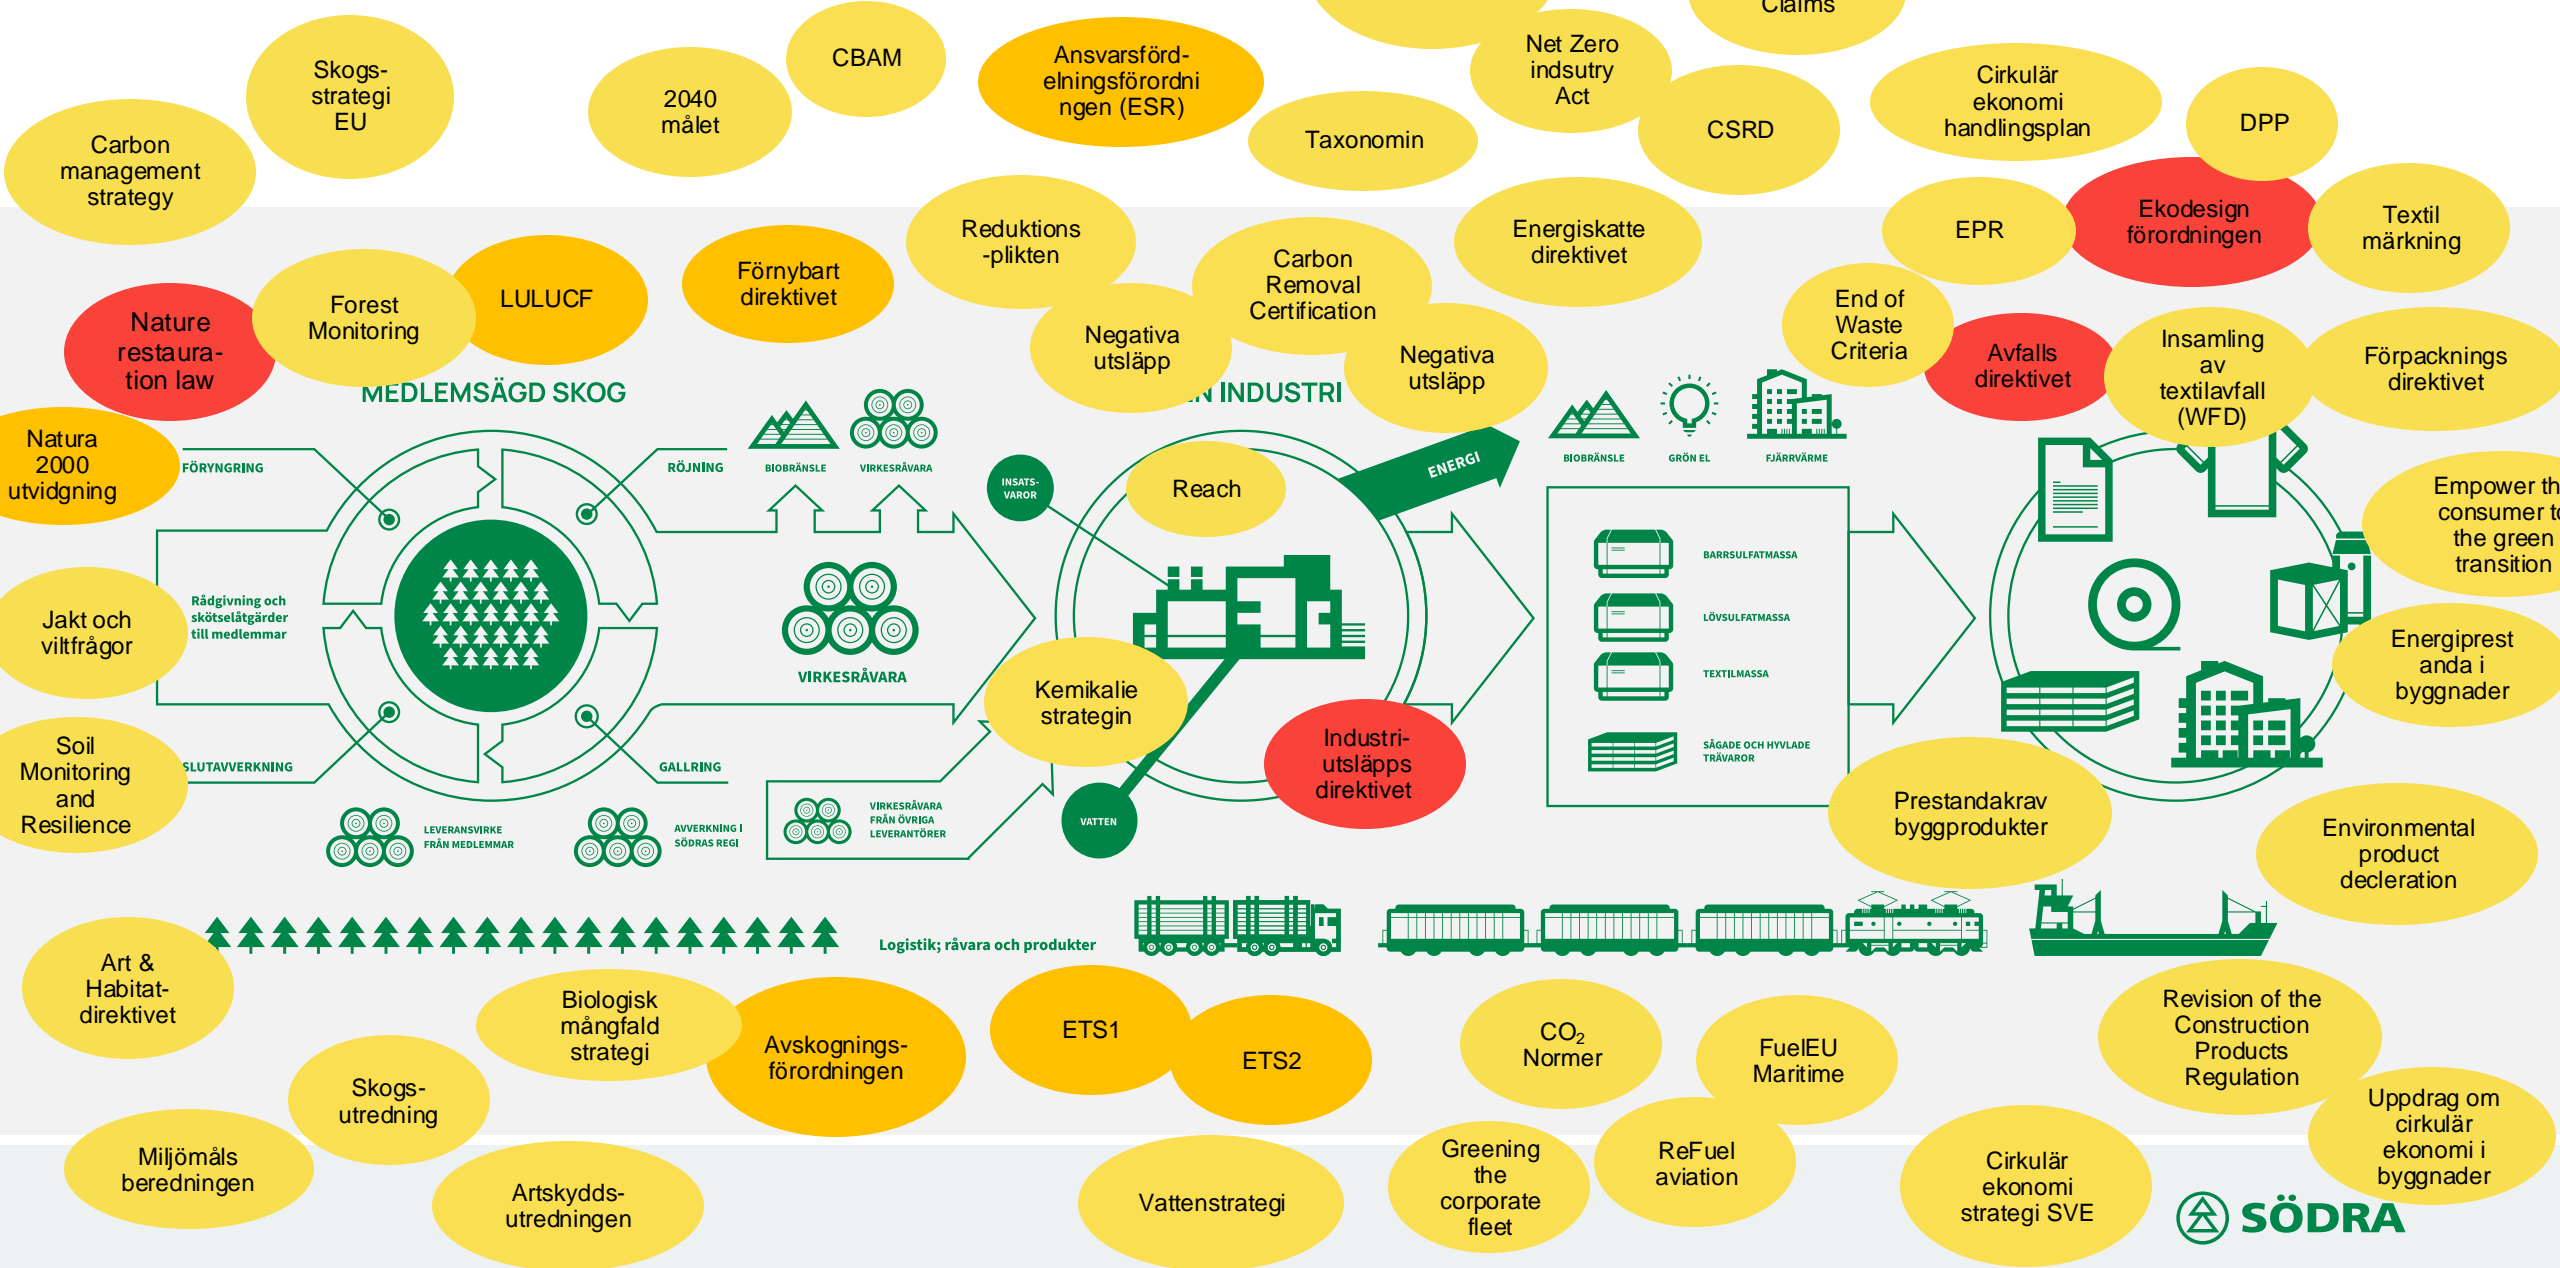 Claims
Skogs-
strategi
EU
CBAM
Ansvarsförd-
elningsförordni
ngen (ESR)
Net Zero
indsutry
Act
Cirkulär
ekonomi
handlingsplan
2040
målet
Taxonomin
CSRD
DPP
Carbon
management
strategy
Reduktions
-plikten
Energiskatte
direktivet
EPR
Ekodesign
förordningen
Textil
märkning
Nature
restaura-
tion law
Forest
Monitoring
LULUCF
Förnybart
direktivet
Negativa
utsläpp
Carbon
Removal
Certification
Negativa
utsläpp
End of
Waste
Criteria
Avfalls
direktivet
Insamling
av
textilavfall
(WFD)
Förpacknings
direktivet
MEDLEMSÄGD SKOG
INDUSTRI
Natura
2000
utvidgning
FÖRYNGRING
RÖJNING
BIOBRÄNSLE
VIRKESRÅVARA
INSATS-
VAROR
Reach
ENERGI
BIOBRÄNSLE
GRÖN EL
FJÄRRVÄRME
Empower th
consumer to
the green
transition
Jakt och
viltfrågor
Rådgivning och
skötselåtgärder
till medlemmar
VIRKESRÅVARA
BARRSULFATMASSA
LÖVSULFATMASSA
TEXTILMASSA
SÅGADE OCH HYVLADE
TRÄVAROR
Energiprest
anda i
byggnader
Kemikalie
strategin
Industri-
utsläpps
direktivet
Soil
Monitoring
and
Resilience
SLUTAVVERKNING
GALLRING
LEVERANSVIRKE
FRÅN MEDLEMMAR
AVVERKNING I
SÖDRAS REGI
VIRKESRÅVARA
FRÅN ÖVRIGA
LEVERANTÖRER
VATTEN
Prestandakrav
byggprodukter
Environmental
product
decleration
Logistik; råvara och produkter
Art &
Habitat-
direktivet
Biologisk
mångfald
strategi
Avskognings-
förordningen
ETS1
ETS2
CO₂
Normer
FuelEU
Maritime
Revision of the
Construction
Products
Regulation
Skogs-
utredning
Miljömåls
beredningen
Artskydds-
utredningen
Vattenstrategi
Greening
the
corporate
fleet
ReFuel
aviation
Cirkulär
ekonomi
strategi SVE
Uppdrag om
cirkulär
ekonomi i
byggnader
SÖDRA